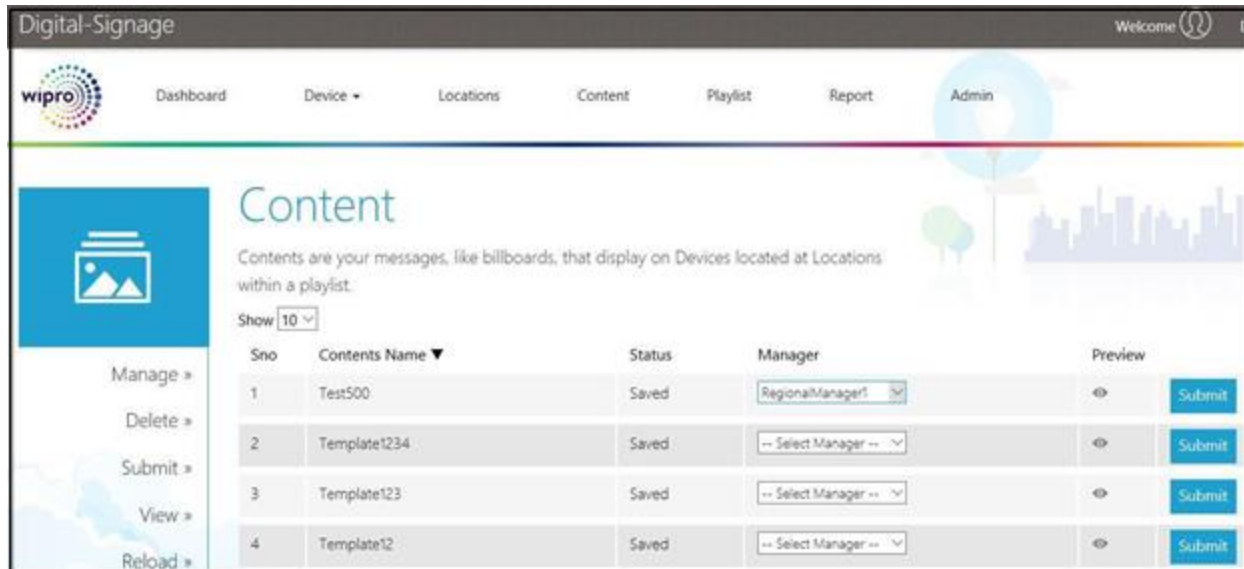 Digital-Signage
Welcome
wipro
Dashboard
Device
Locations
Content
Playlist
Report
Admin
Content
Contents are your messages, like billboards, that display on Devices located at Locations
within a playlist.
Show 10
Sno Contents Name ▼ Status Manager Preview
1 Test500 Saved RegionalManager1 Submit
2 Template1234 Saved -- Select Manager -- Submit
3 Template123 Saved -- Select Manager -- Submit
4 Template12 Saved -- Select Manager -- Submit
Manage »
Delete »
Submit »
View »
Reload »